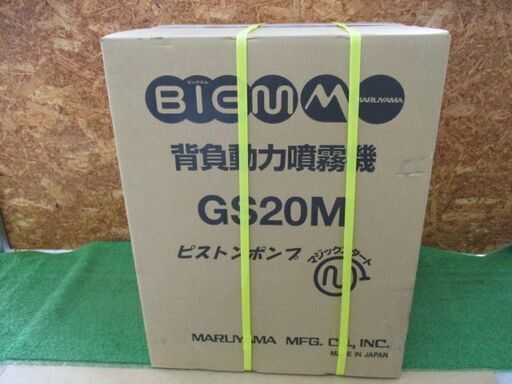 ビッグエム
BIGM
MARUYAMA
背負動力噴霧機
GS20M
ピストンポンプ
マジックスタート
MARUYAMA MFG. CO., INC.
MADE IN JAPAN